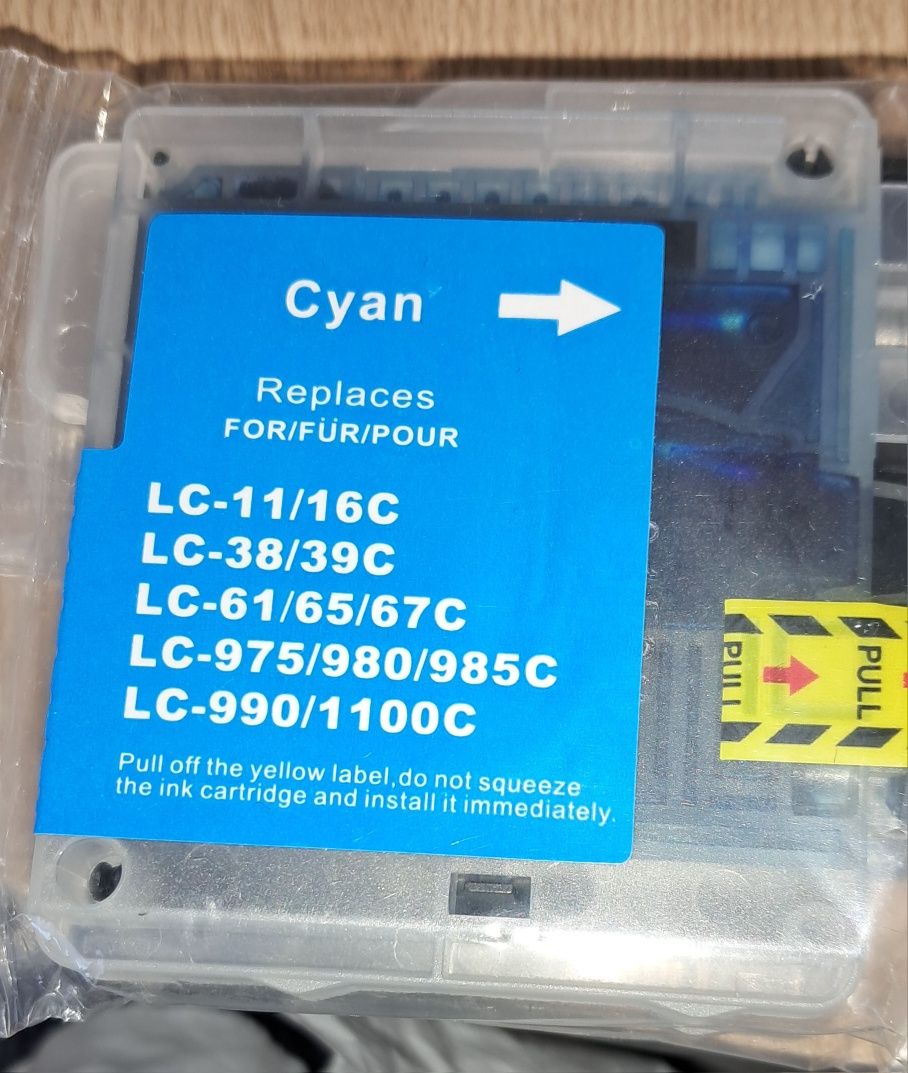 Cyan
Replaces
FOR/FÜR/POUR
LC-11/16C
LC-38/39C
LC-61/65/67C
LC-975/980/985C
LC-990/1100C
Pull off the yellow label,do not squeeze
the ink cartridge and install it immediately.
PULL
PULL